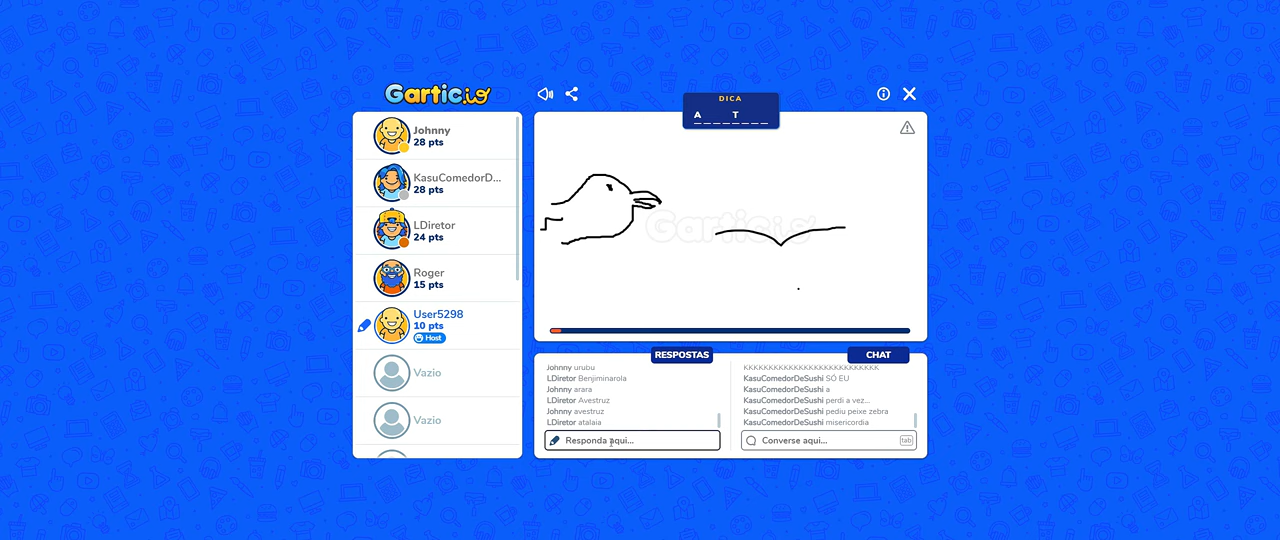 Gartic.io
DICA
A T
Johnny
28 pts
KasuComedorD...
28 pts
LDiretor
24 pts
Roger
15 pts
User5298
10 pts
Host
Vazio
Vazio
Gartic.io
RESPOSTAS
CHAT
Johnny urubu
LDiretor Benjiminarola
Johnny arara
LDiretor Avestruz
Johnny avestruz
LDiretor atalaia
Responda aqui...
KKKKKKKKKKKKKKKKKKKKKKKKKK
KasuComedorDeSushi SÓ EU
KasuComedorDeSushi a
KasuComedorDeSushi perdi a vez...
KasuComedorDeSushi pediu peixe zebra
KasuComedorDeSushi misericordia
Converse aqui...
tab